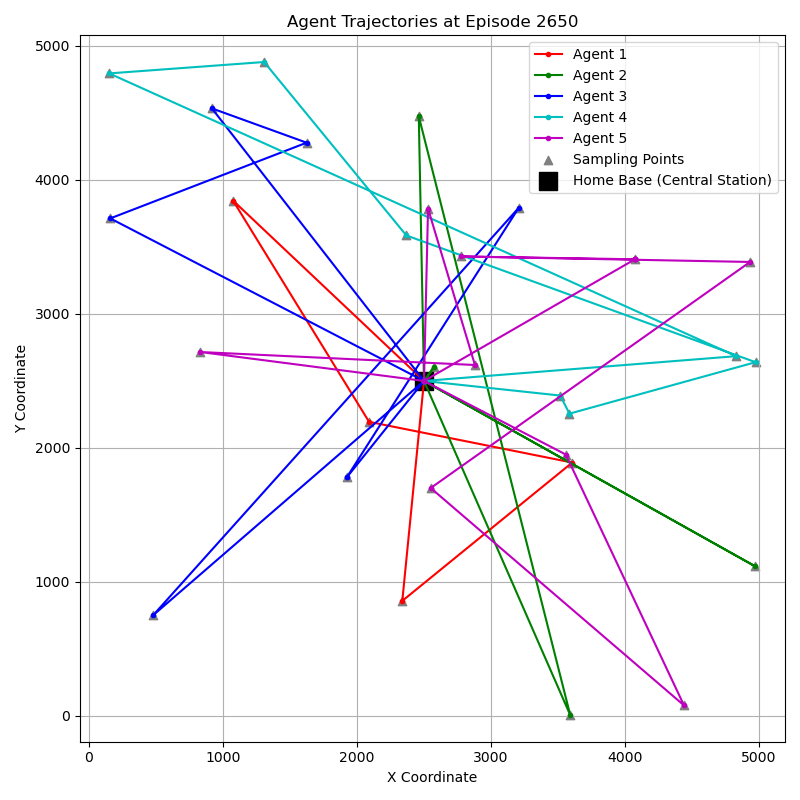 Agent Trajectories at Episode 2650
Agent 1
Agent 2
Agent 3
Agent 4
Agent 5
Sampling Points
Home Base (Central Station)
Y Coordinate
5000
4000
3000
2000
1000
0
0 1000 2000 3000 4000 5000
X Coordinate